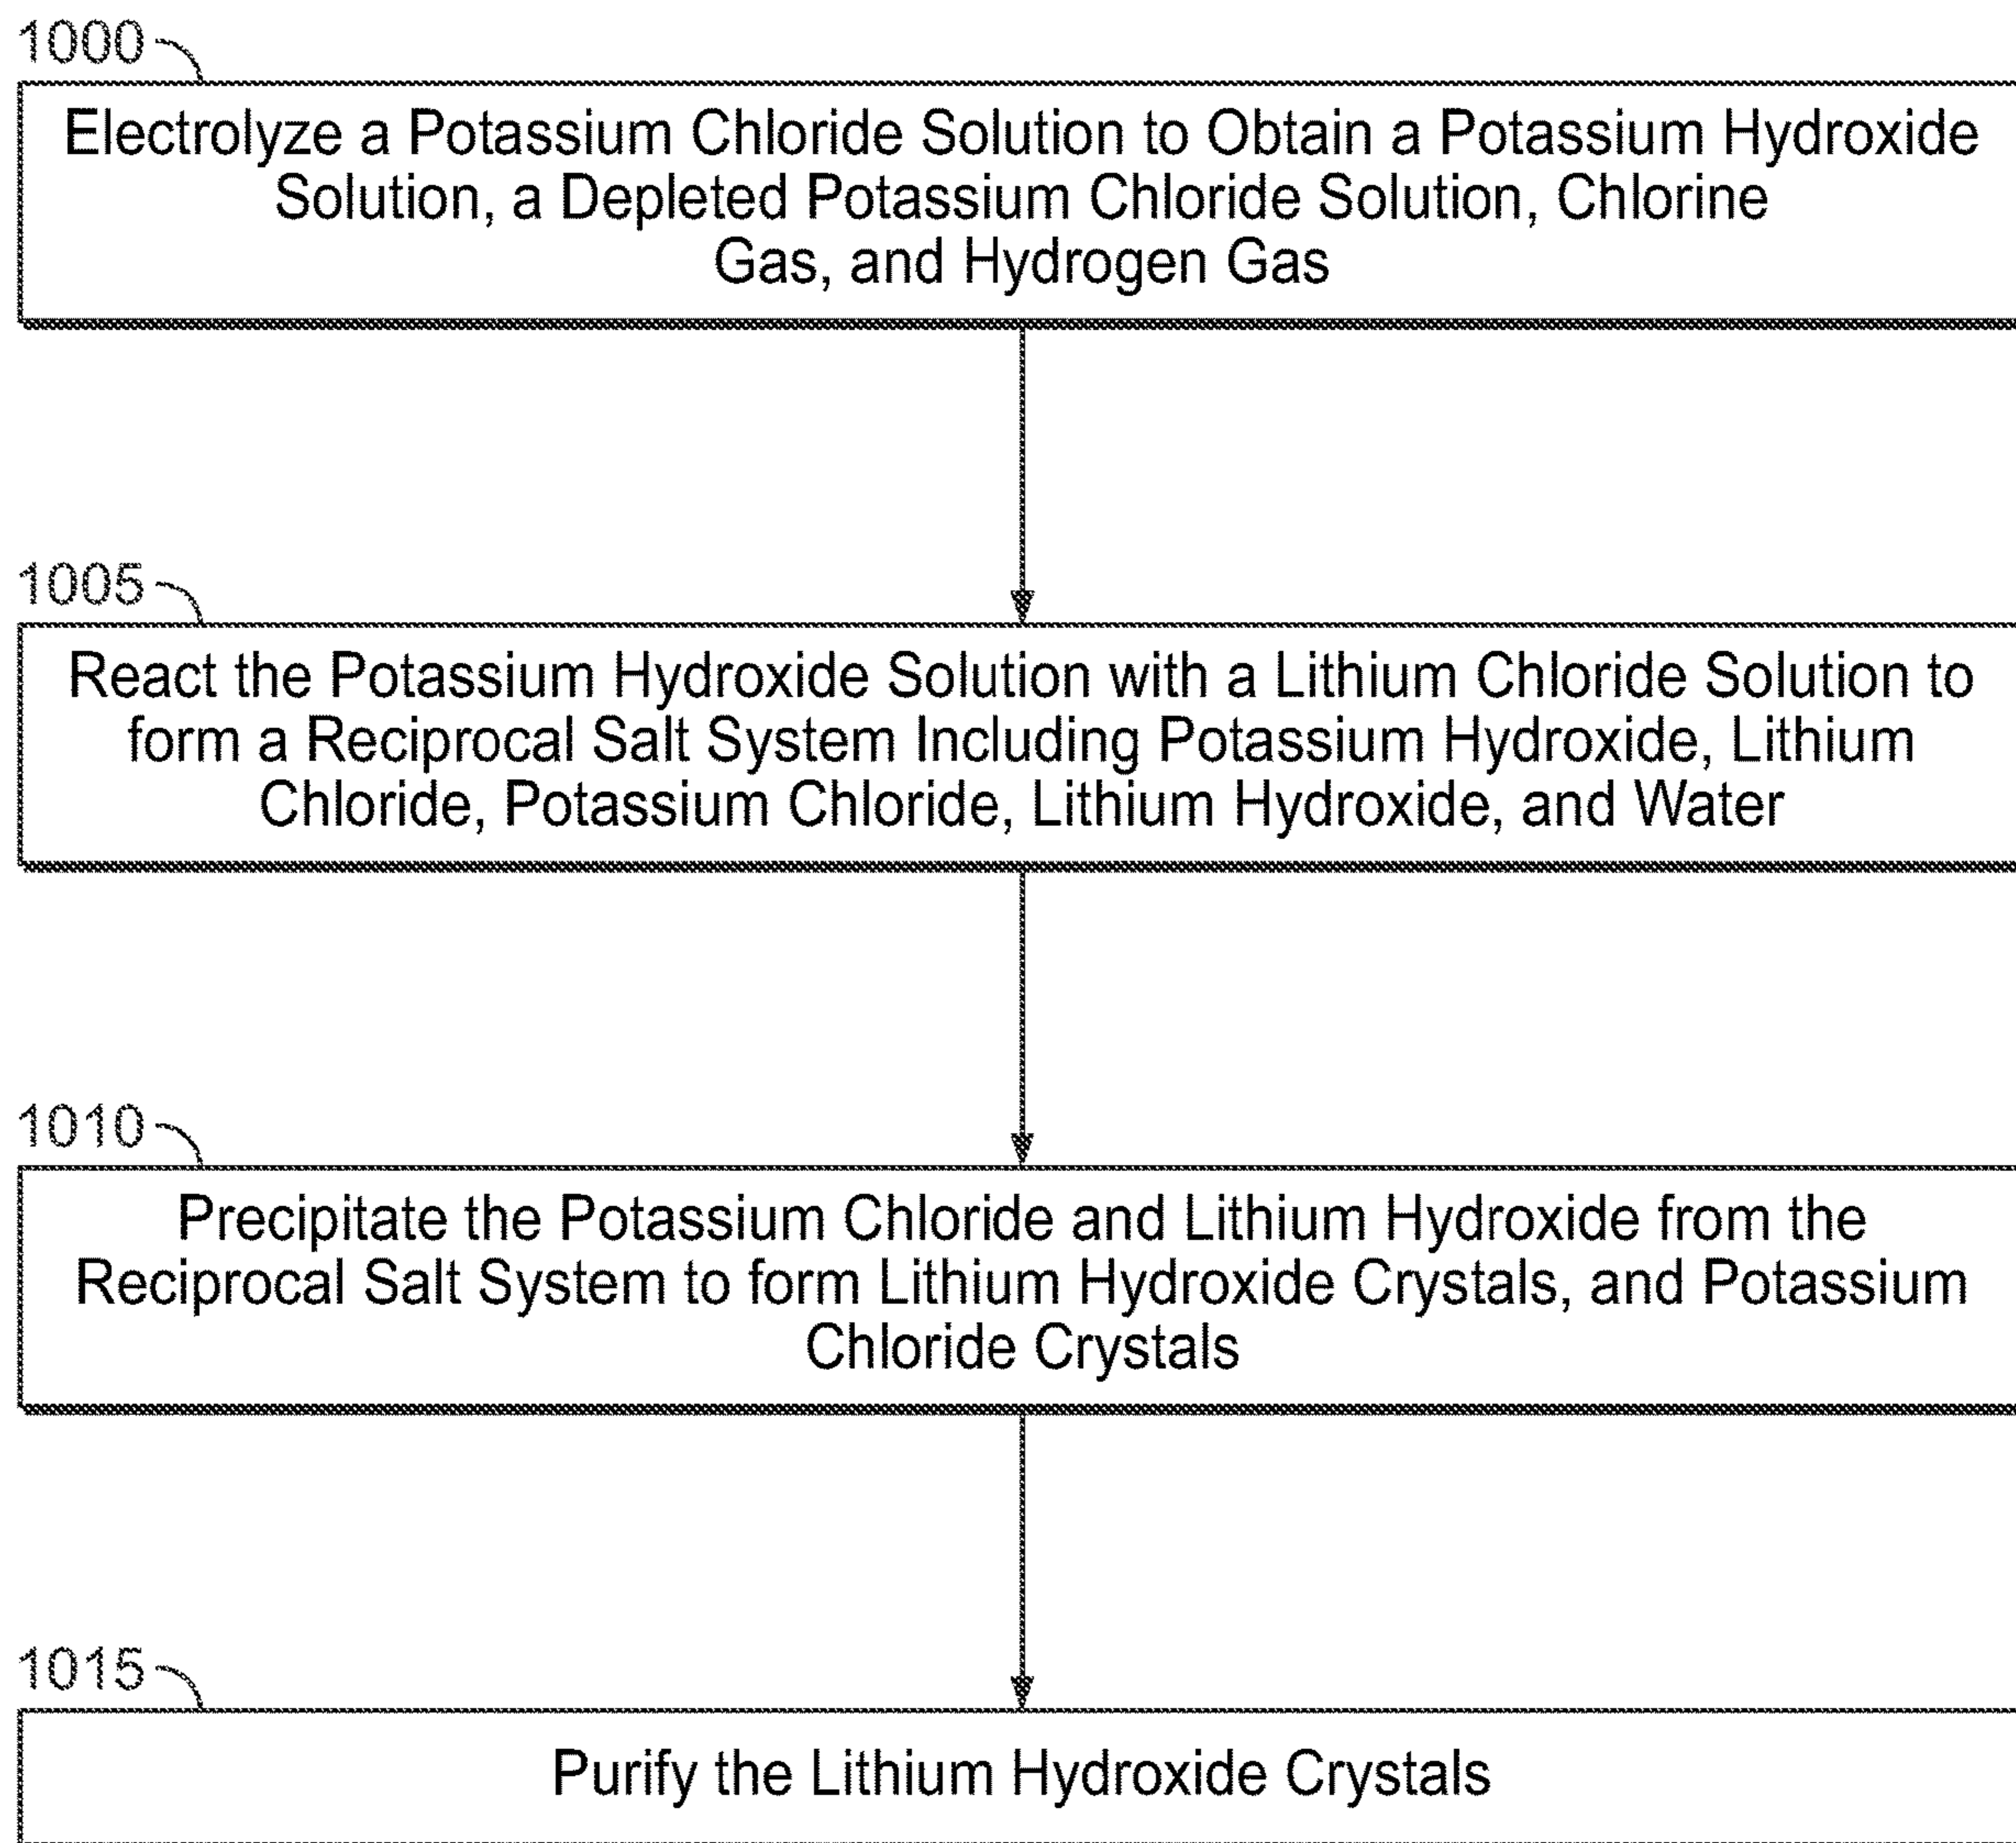 1000
Electrolyze a Potassium Chloride Solution to Obtain a Potassium Hydroxide
Solution, a Depleted Potassium Chloride Solution, Chlorine
Gas, and Hydrogen Gas
1005
React the Potassium Hydroxide Solution with a Lithium Chloride Solution to
form a Reciprocal Salt System Including Potassium Hydroxide, Lithium
Chloride, Potassium Chloride, Lithium Hydroxide, and Water
1010
Precipitate the Potassium Chloride and Lithium Hydroxide from the
Reciprocal Salt System to form Lithium Hydroxide Crystals, and Potassium
Chloride Crystals
1015
Purify the Lithium Hydroxide Crystals